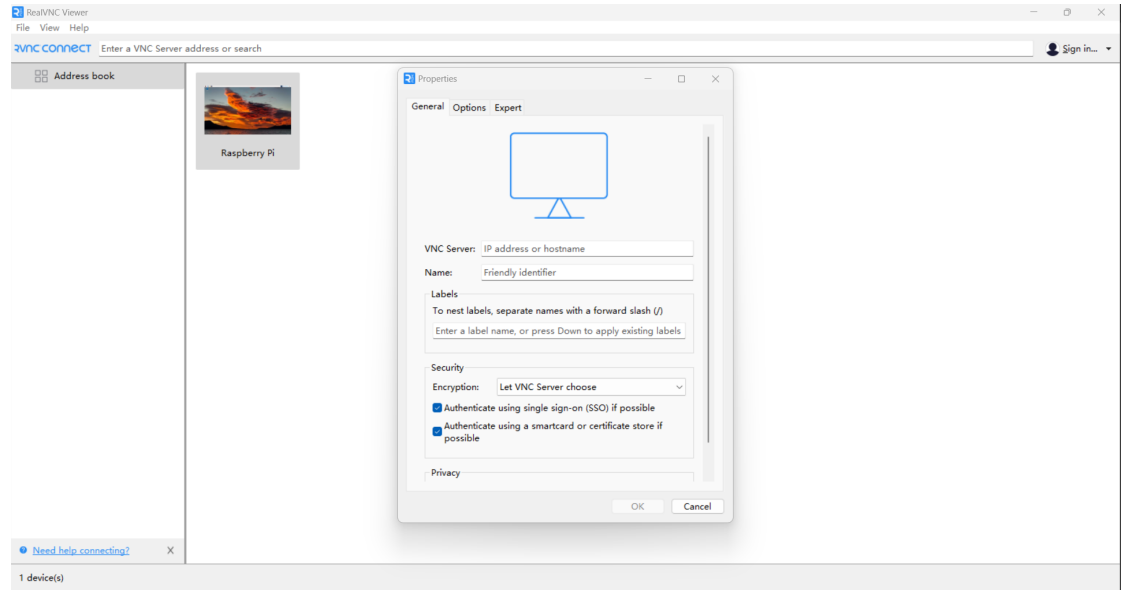 RealVNC Viewer
File View Help
RVNC CONNECT Enter a VNC Server address or search Sign in...
Address book
Raspberry Pi
Properties
General Options Expert
VNC Server: IP address or hostname
Name: Friendly identifier
Labels
To nest labels, separate names with a forward slash (/)
Enter a label name, or press Down to apply existing labels
Security
Encryption: Let VNC Server choose
Authenticate using single sign-on (SSO) if possible
Authenticate using a smartcard or certificate store if
possible
Privacy
OK Cancel
Need help connecting? X
1 device(s)